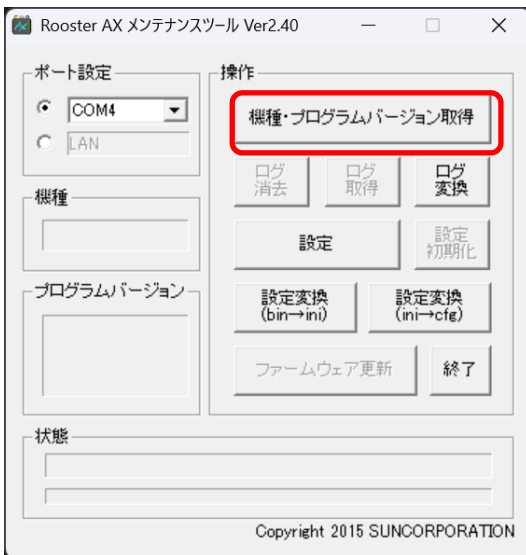 Rooster AX メンテナンスツール Ver2.40
ポート設定
COM4
LAN
機種
プログラムバージョン
操作
機種・プログラムバージョン取得
ログ
消去
ログ
取得
ログ
変換
設定
設定
初期化
設定変換
(bin→ini)
設定変換
(ini→cfg)
ファームウェア更新
終了
状態
Copyright 2015 SUNCORPORATION